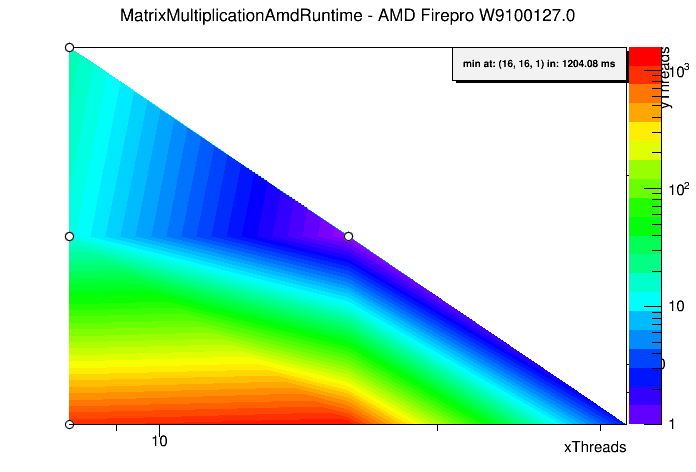 MatrixMultiplicationAmdRuntime - AMD Firepro W9100127.0
min at: (16, 16, 1) in: 1204.08 ms
yThreads
10³
10²
10
1
10
xThreads